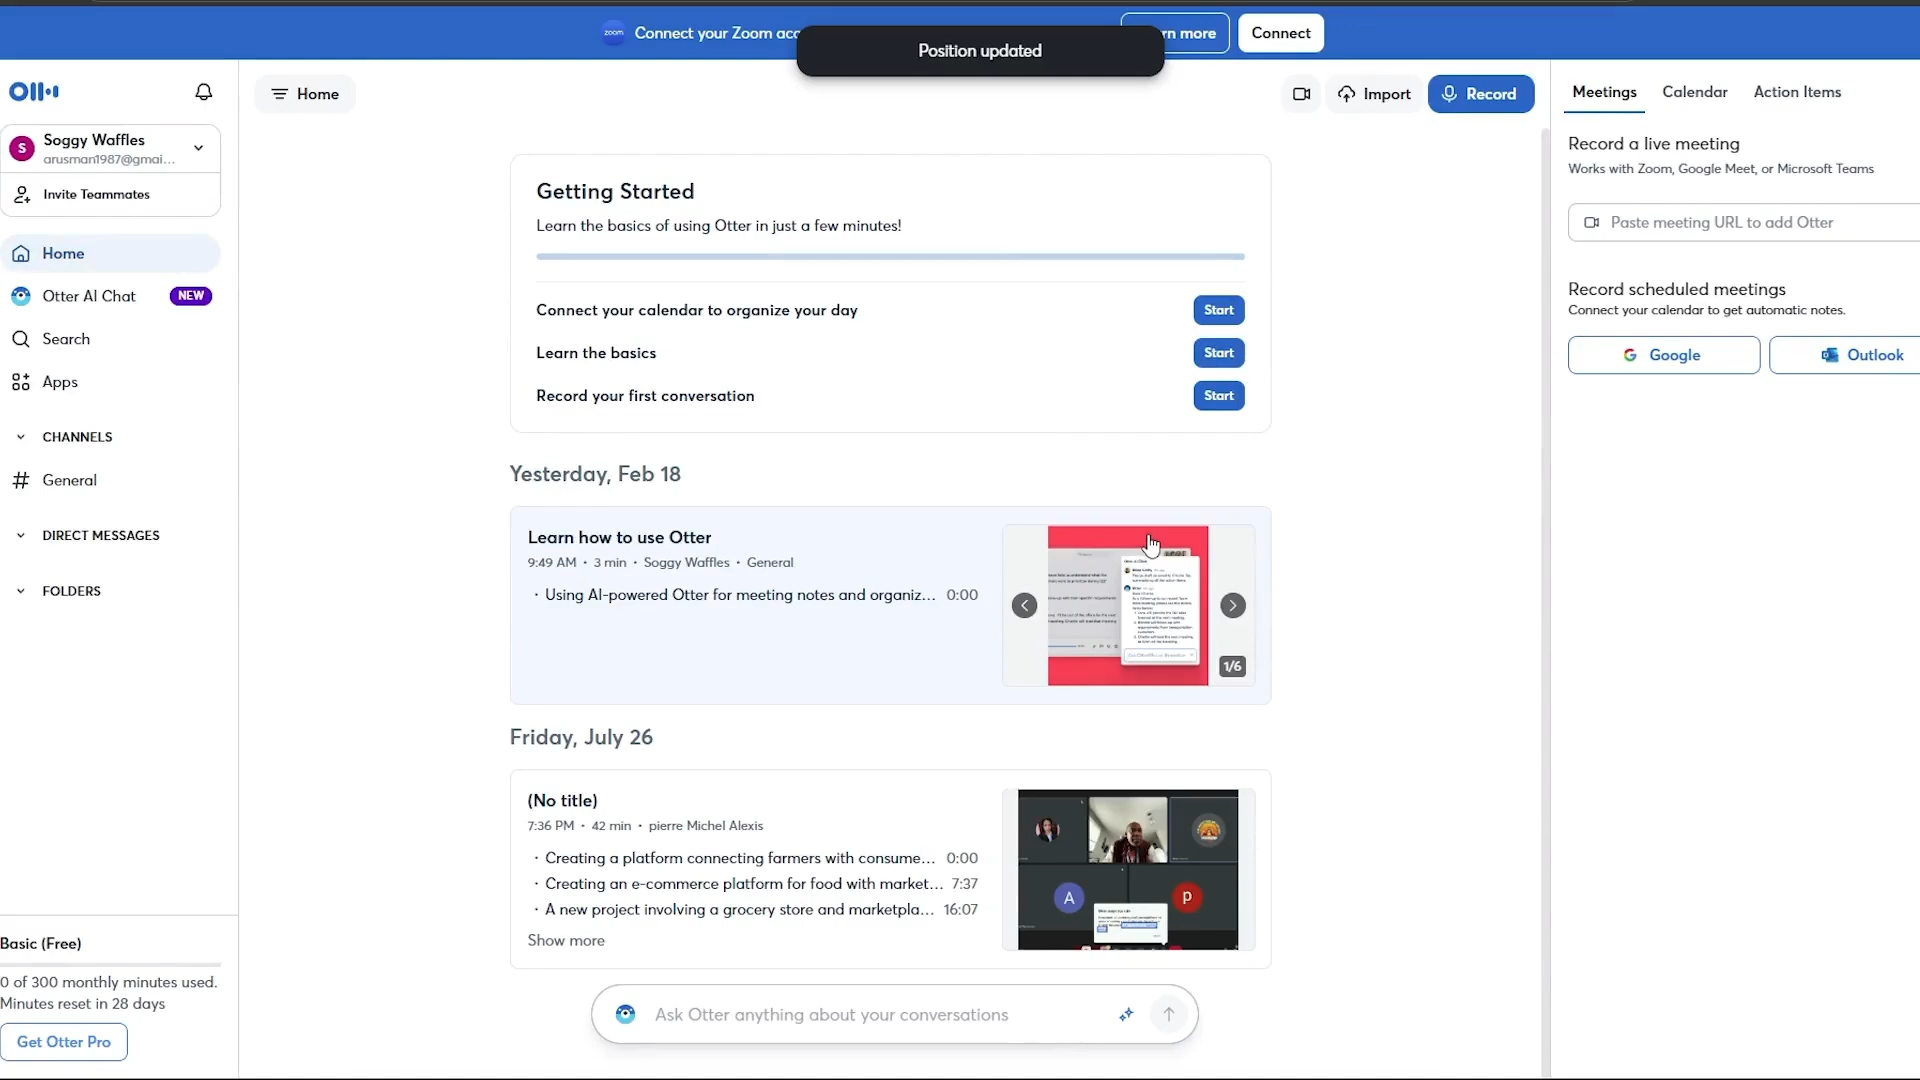 zoom Connect your Zoom acc
rn more
Connect
Position updated
Soggy Waffles
arusman1987@gmai...
Invite Teammates
Home
Otter AI Chat NEW
Search
Apps
CHANNELS
General
DIRECT MESSAGES
FOLDERS
Basic (Free)
0 of 300 monthly minutes used.
Minutes reset in 28 days
Get Otter Pro
Home
Import
Record
Getting Started
Learn the basics of using Otter in just a few minutes!
Connect your calendar to organize your day Start
Learn the basics Start
Record your first conversation Start
Yesterday, Feb 18
Learn how to use Otter
9:49 AM • 3 min • Soggy Waffles • General
· Using AI-powered Otter for meeting notes and organiz... 0:00
1/6
Friday, July 26
(No title)
7:36 PM • 42 min • pierre Michel Alexis
· Creating a platform connecting farmers with consume... 0:00
· Creating an e-commerce platform for food with market... 7:37
· A new project involving a grocery store and marketpla... 16:07
Show more
A
p
Ask Otter anything about your conversations
Meetings Calendar Action Items
Record a live meeting
Works with Zoom, Google Meet, or Microsoft Teams
Paste meeting URL to add Otter
Record scheduled meetings
Connect your calendar to get automatic notes.
Google
Outlook